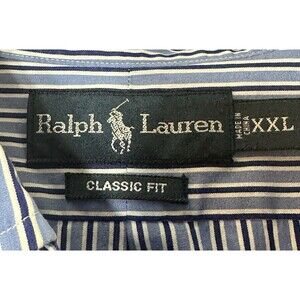 Ralph Lauren
MADE IN
CHINA
XXL
CLASSIC FIT